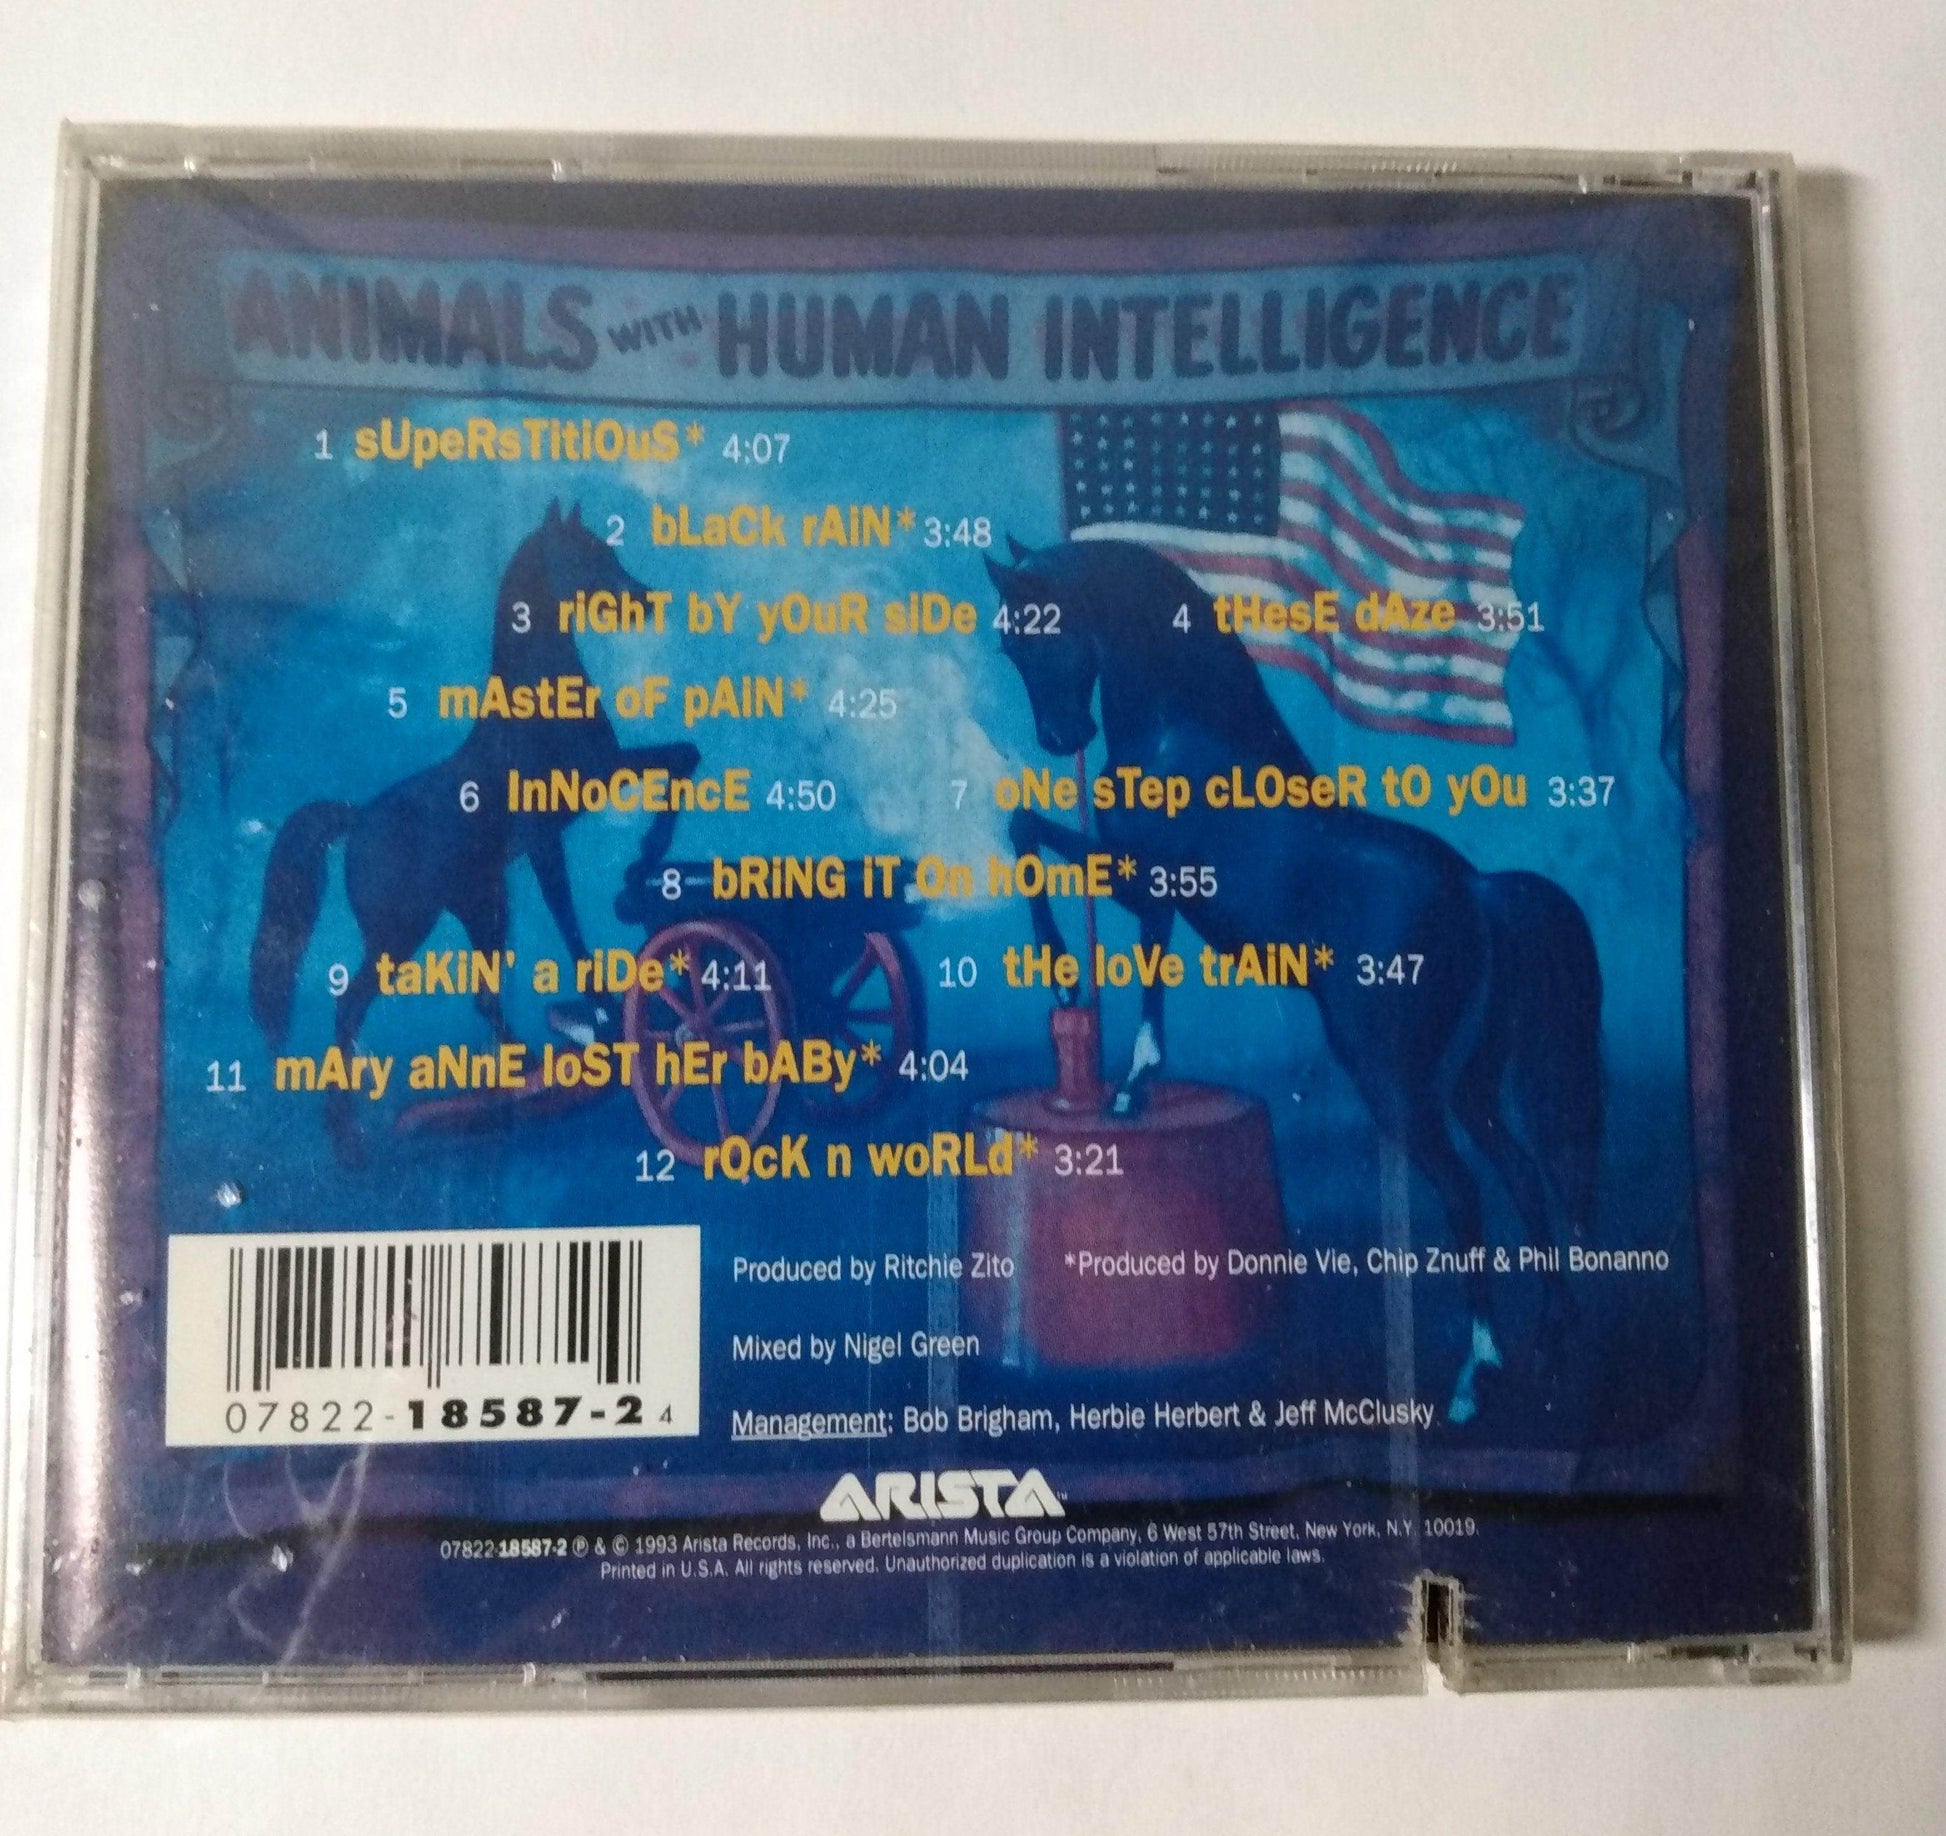 ANIMALS WITH HUMAN INTELLIGENCE
1 sUpeRsTitiOuS* 4:07
2 bLaCk rAiN* 3:48
3 riGhT bY yOuR siDe 4:22 4 tHesE dAze 3:51
5 mAstEr oF pAiN* 4:25
6 InNoCEncE 4:50 7 oNe sTep cLOseR tO yOu 3:37
8 bRiNG iT On hOmE* 3:55
9 taKiN' a riDe* 4:11 10 tHe loVe trAiN* 3:47
11 mAry aNnE loST hEr bABy* 4:04
12 rOcK n woRLd* 3:21
Produced by Ritchie Zito *Produced by Donnie Vie, Chip Znuff & Phil Bonanno
Mixed by Nigel Green
07822-18587-2 4
Management: Bob Brigham, Herbie Herbert & Jeff McClusky
ARISTA™
07822-18587-2 ℗ & © 1993 Arista Records, Inc., a Bertelsmann Music Group Company, 6 West 57th Street, New York, N.Y. 10019.
Printed in U.S.A. All rights reserved. Unauthorized duplication is a violation of applicable laws.